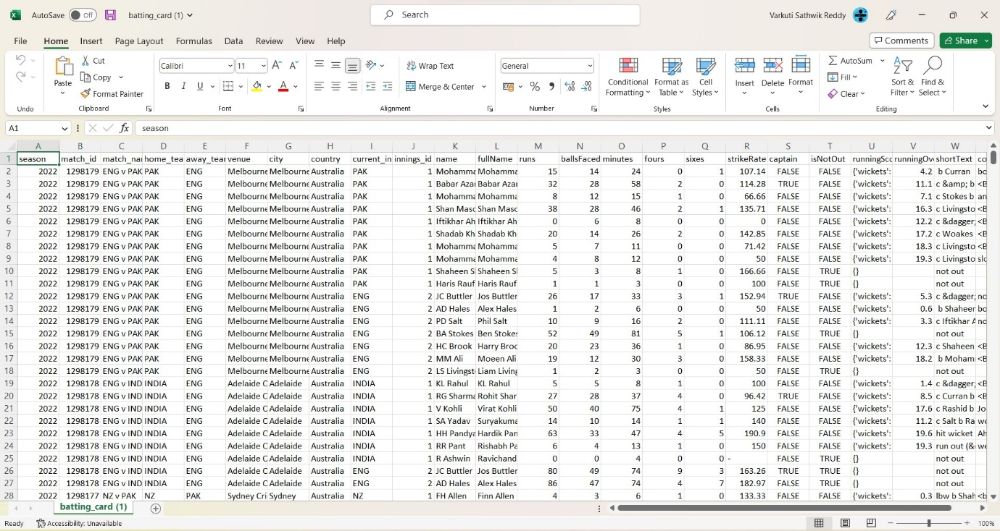 AutoSave Off batting_card (1) Search Varkuti Sathwik Reddy
File Home Insert Page Layout Formulas Data Review View Help Comments Share
Cut Calibri 11 Wrap Text General AutoSum
Paste Copy Conditional Format as Cell Insert Delete Format Fill Sort & Find &
Format Painter B I U Merge & Center % Formatting Table Styles Clear Filter Select
Undo Clipboard Font Alignment Number Styles Cells Editing
A1 fx season
A B C D E F G H I J K L M N O P Q R S T U V W
1 season match_id match_nar home_tea away_tear venue city country current_in innings_id name fullName runs ballsFaced minutes fours sixes strikeRate captain isNotOut runningSco runningOv shortText co
2 2022 1298179 ENG v PAK PAK ENG Melbourne Melbourne Australia PAK 1 Mohamma Mohamma 15 14 24 0 1 107.14 FALSE FALSE {'wickets': 4.2 b Curran bo
3 2022 1298179 ENG v PAK PAK ENG Melbourne Melbourne Australia PAK 1 Babar Azar Babar Azar 32 28 58 2 0 114.28 TRUE FALSE {'wickets': 11.1 c &amp; b <B
4 2022 1298179 ENG v PAK PAK ENG Melbourne Melbourne Australia PAK 1 Mohamma Mohamma 8 12 15 1 0 66.66 FALSE FALSE {'wickets': 7.1 c Stokes b an
5 2022 1298179 ENG v PAK PAK ENG Melbourne Melbourne Australia PAK 1 Shan Masc Shan Masc 38 28 46 2 1 135.71 FALSE FALSE {'wickets': 16.3 c Livingsto <B
6 2022 1298179 ENG v PAK PAK ENG Melbourne Melbourne Australia PAK 1 Iftikhar Ah Iftikhar Ah 0 6 8 0 0 0 FALSE FALSE {'wickets': 12.2 c &dagger; <B
7 2022 1298179 ENG v PAK PAK ENG Melbourne Melbourne Australia PAK 1 Shadab Kh Shadab Kh 20 14 26 2 0 142.85 FALSE FALSE {'wickets': 17.2 c Woakes <B
8 2022 1298179 ENG v PAK PAK ENG Melbourne Melbourne Australia PAK 1 Mohamma Mohamma 5 7 11 0 0 71.42 FALSE FALSE {'wickets': 18.3 c Livingsto <B
9 2022 1298179 ENG v PAK PAK ENG Melbourne Melbourne Australia PAK 1 Mohamma Mohamma 4 8 12 0 0 50 FALSE FALSE {'wickets': 19.3 c Livingsto slo
10 2022 1298179 ENG v PAK PAK ENG Melbourne Melbourne Australia PAK 1 Shaheen S Shaheen S 5 3 8 1 0 166.66 FALSE TRUE {} not out
11 2022 1298179 ENG v PAK PAK ENG Melbourne Melbourne Australia PAK 1 Haris Rauf Haris Rauf 1 1 3 0 0 100 FALSE TRUE {} not out
12 2022 1298179 ENG v PAK PAK ENG Melbourne Melbourne Australia ENG 2 JC Buttler Jos Buttler 26 17 33 3 1 152.94 TRUE FALSE {'wickets': 5.3 c &dagger; no
13 2022 1298179 ENG v PAK PAK ENG Melbourne Melbourne Australia ENG 2 AD Hales Alex Hales 1 2 6 0 0 50 FALSE FALSE {'wickets': 0.6 b Shaheer bo
14 2022 1298179 ENG v PAK PAK ENG Melbourne Melbourne Australia ENG 2 PD Salt Phil Salt 10 9 16 2 0 111.11 FALSE FALSE {'wickets': 3.3 c Iftikhar A no
15 2022 1298179 ENG v PAK PAK ENG Melbourne Melbourne Australia ENG 2 BA Stokes Ben Stokes 52 49 81 5 1 106.12 FALSE TRUE {} not out
16 2022 1298179 ENG v PAK PAK ENG Melbourne Melbourne Australia ENG 2 HC Brook Harry Broc 20 23 36 1 0 86.95 FALSE FALSE {'wickets': 12.3 c Shaheen <B
17 2022 1298179 ENG v PAK PAK ENG Melbourne Melbourne Australia ENG 2 MM Ali Moeen Ali 19 12 30 3 0 158.33 FALSE FALSE {'wickets': 18.2 b Moham <B
18 2022 1298179 ENG v PAK PAK ENG Melbourne Melbourne Australia ENG 2 LS Livingst Liam Living 1 2 3 0 0 50 FALSE TRUE {} not out
19 2022 1298178 ENG v IND INDIA ENG Adelaide C Adelaide Australia INDIA 1 KL Rahul KL Rahul 5 5 8 1 0 100 FALSE FALSE {'wickets': 1.4 c &dagger; <B
20 2022 1298178 ENG v IND INDIA ENG Adelaide C Adelaide Australia INDIA 1 RG Sharma Rohit Shar 27 28 37 4 0 96.42 TRUE FALSE {'wickets': 8.5 c Curran b <B
21 2022 1298178 ENG v IND INDIA ENG Adelaide C Adelaide Australia INDIA 1 V Kohli Virat Kohli 50 40 75 4 1 125 FALSE FALSE {'wickets': 17.6 c Rashid b Jo
22 2022 1298178 ENG v IND INDIA ENG Adelaide C Adelaide Australia INDIA 1 SA Yadav Suryakuma 14 10 14 1 1 140 FALSE FALSE {'wickets': 11.2 c Salt b Ra wo
23 2022 1298178 ENG v IND INDIA ENG Adelaide C Adelaide Australia INDIA 1 HH Pandya Hardik Pan 63 33 47 4 5 190.9 FALSE FALSE {'wickets': 19.6 hit wicket Ah
24 2022 1298178 ENG v IND INDIA ENG Adelaide C Adelaide Australia INDIA 1 RR Pant Rishabh Pa 6 4 13 1 0 150 FALSE FALSE {'wickets': 19.3 run out (& we
25 2022 1298178 ENG v IND INDIA ENG Adelaide C Adelaide Australia INDIA 1 R Ashwin Ravichand 0 0 4 0 0 - FALSE TRUE {} not out
26 2022 1298178 ENG v IND INDIA ENG Adelaide C Adelaide Australia ENG 2 JC Buttler Jos Buttler 80 49 74 9 3 163.26 TRUE TRUE {} not out
27 2022 1298178 ENG v IND INDIA ENG Adelaide C Adelaide Australia ENG 2 AD Hales Alex Hales 86 47 74 4 7 182.97 FALSE TRUE {} not out
28 2022 1298177 NZ v PAK NZ PAK Sydney Cri Sydney Australia NZ 1 FH Allen Finn Allen 4 3 6 1 0 133.33 FALSE FALSE {'wickets': 0.3 lbw b Shah <b
batting_card (1)
Ready Accessibility: Unavailable 100%